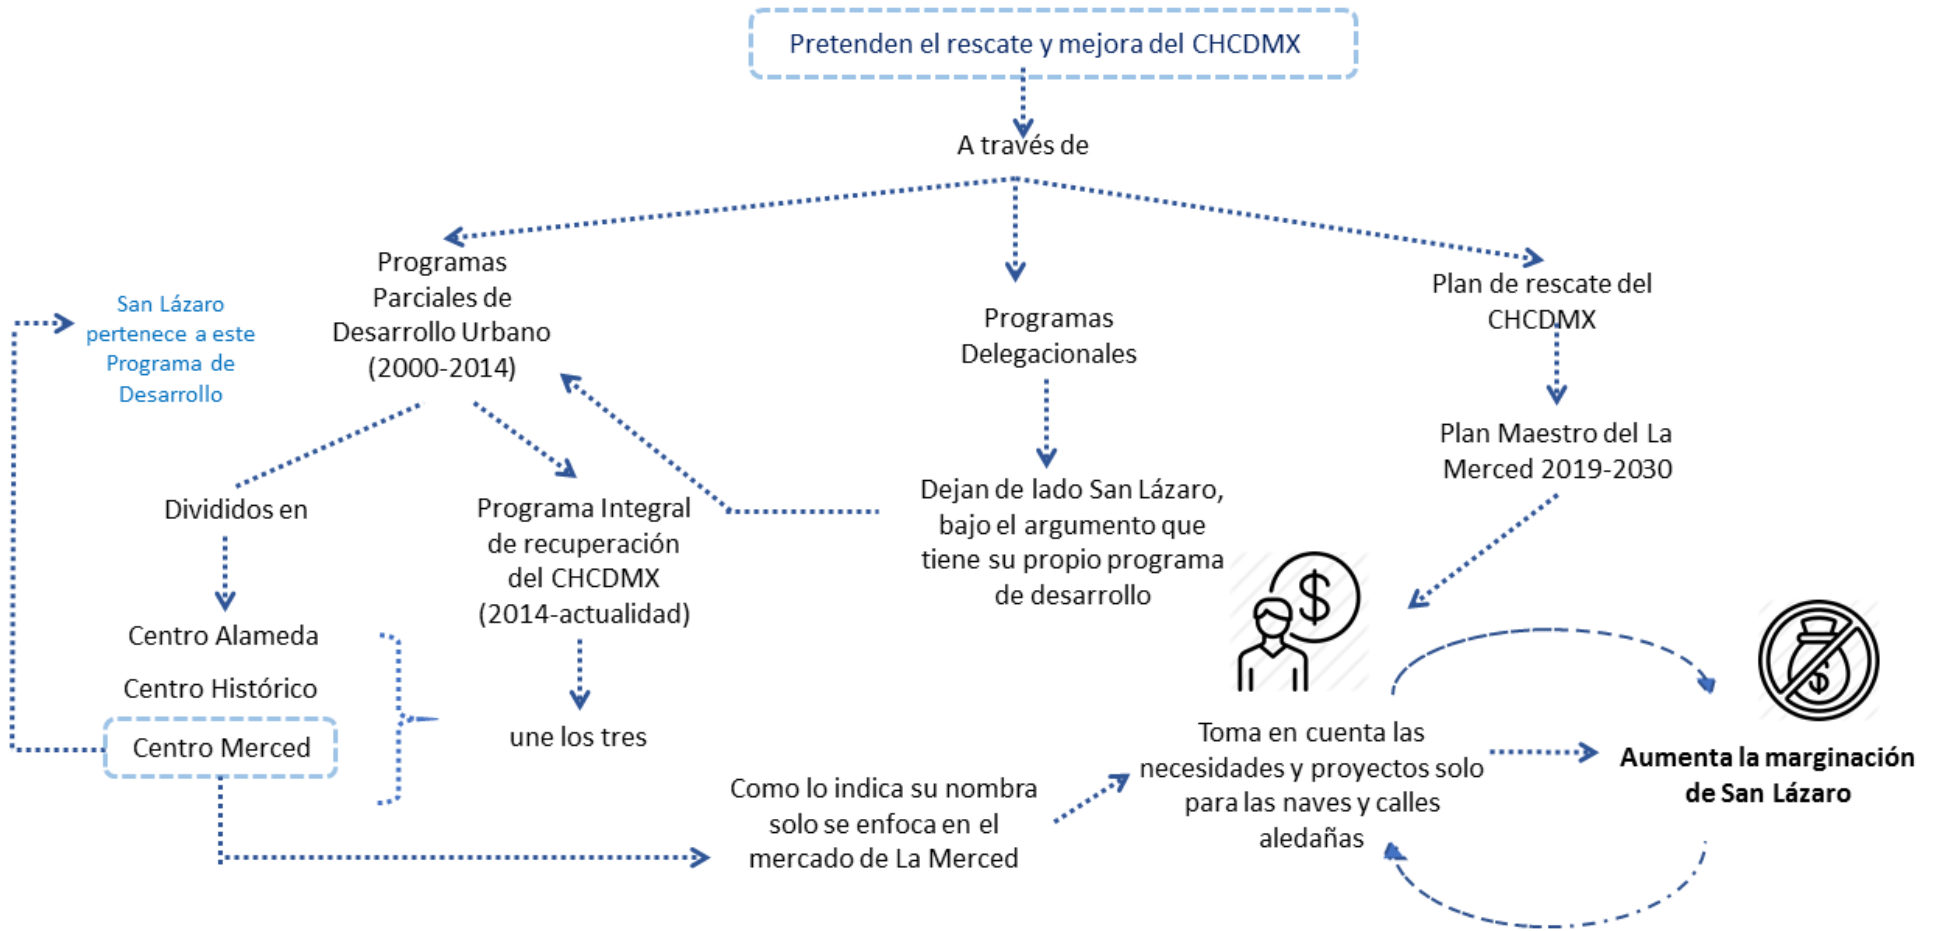 Pretenden el rescate y mejora del CHCDMX
A través de
Programas
Parciales de
Desarrollo Urbano
(2000-2014)
San Lázaro
pertenece a este
Programa de
Desarrollo
Programas
Delegacionales
Plan de rescate del
CHCDMX
Plan Maestro del La
Merced 2019-2030
Divididos en
Programa Integral
de recuperación
del CHCDMX
(2014-actualidad)
Dejan de lado San Lázaro,
bajo el argumento que
tiene su propio programa
de desarrollo
Centro Alameda
Centro Histórico
Centro Merced
une los tres
Como lo indica su nombra
solo se enfoca en el
mercado de La Merced
$
Toma en cuenta las
necesidades y proyectos solo
para las naves y calles
aledañas
$
Aumenta la marginación
de San Lázaro